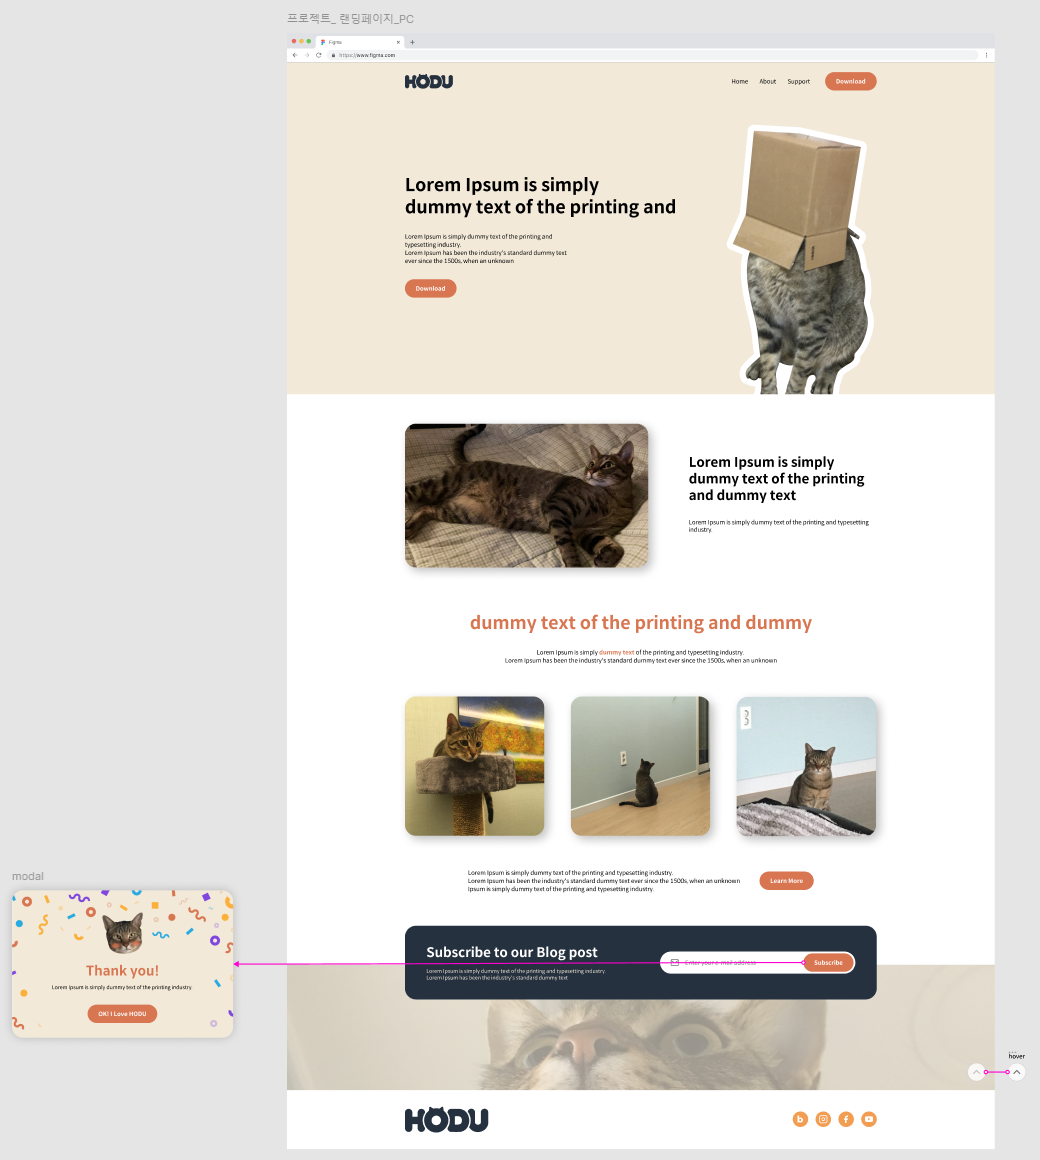 프로젝트_ 랜딩페이지_PC
Figma
https://www.figma.com
HODU
Home
About
Support
Download
Lorem Ipsum is simply
dummy text of the printing and
Lorem Ipsum is simply dummy text of the printing and
typesetting industry.
Lorem Ipsum has been the industry's standard dummy text
ever since the 1500s, when an unknown
Download
Lorem Ipsum is simply
dummy text of the printing
and dummy text
Lorem Ipsum is simply dummy text of the printing and typesetting
industry.
dummy text of the printing and dummy
Lorem Ipsum is simply dummy text of the printing and typesetting industry.
Lorem Ipsum has been the industry's standard dummy text ever since the 1500s, when an unknown
Lorem Ipsum is simply dummy text of the printing and typesetting industry.
Lorem Ipsum has been the industry's standard dummy text ever since the 1500s, when an unknown
Ipsum is simply dummy text of the printing and typesetting industry.
Learn More
Subscribe to our Blog post
Lorem Ipsum is simply dummy text of the printing and typesetting industry.
Lorem Ipsum has been the industry's standard dummy text
Enter your e-mail address
Subscribe
modal
Thank you!
Lorem Ipsum is simply dummy text of the printing industry.
OK! I Love HODU
hover
HODU